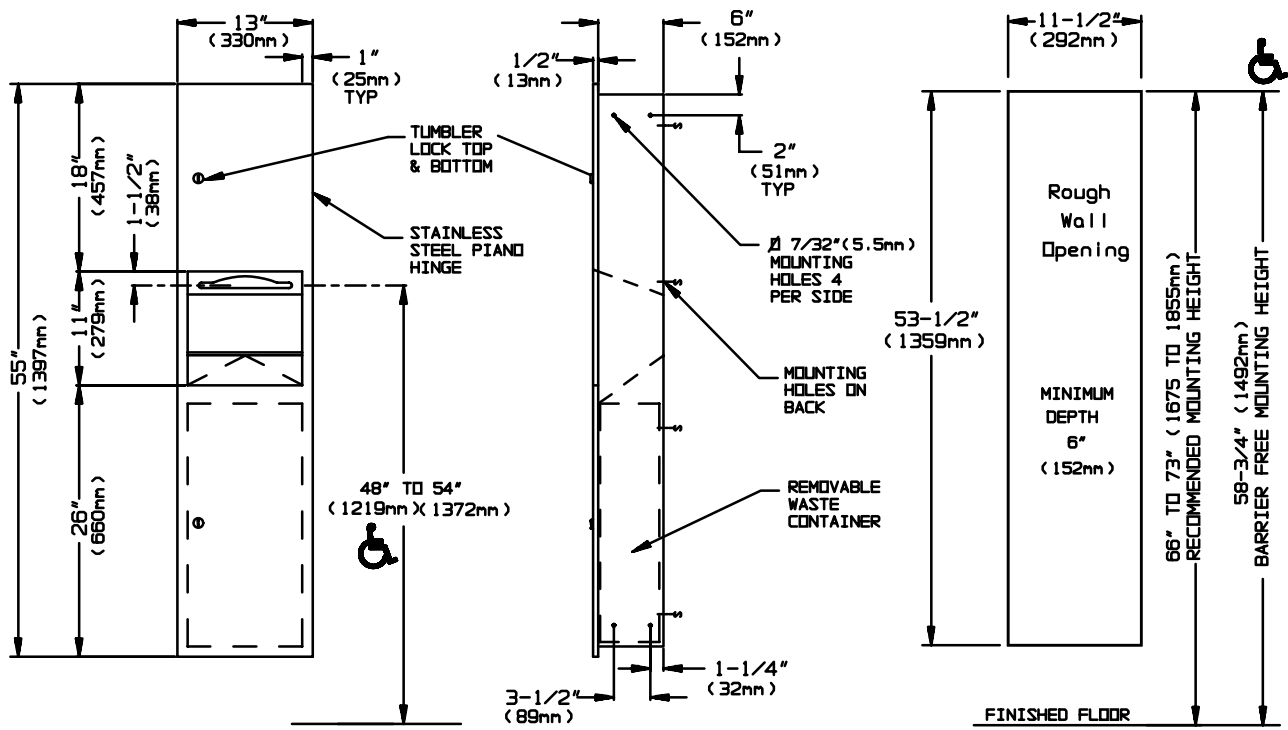 13"
(330mm)
1"
(25mm)
TYP
18"
(457mm)
1-1/2"
(38mm)
11"
(279mm)
55"
(1397mm)
26"
(660mm)
TUMBLER
LOCK TOP
& BOTTOM
STAINLESS
STEEL PIANO
HINGE
48" TO 54"
(1219mm)(1372mm)
6"
(152mm)
1/2"
(13mm)
2"
(51mm)
TYP
Ø 7/32"(5.5mm)
MOUNTING
HOLES 4
PER SIDE
MOUNTING
HOLES ON
BACK
REMOVABLE
WASTE
CONTAINER
1-1/4"
(32mm)
3-1/2"
(89mm)
11-1/2"
(292mm)
53-1/2"
(1359mm)
Rough
Wall
Opening
MINIMUM
DEPTH
6"
(152mm)
66" TO 73" (1675 TO 1855mm)
RECOMMENDED MOUNTING HEIGHT
58-3/4" (1492mm)
BARRIER FREE MOUNTING HEIGHT
FINISHED FLOOR